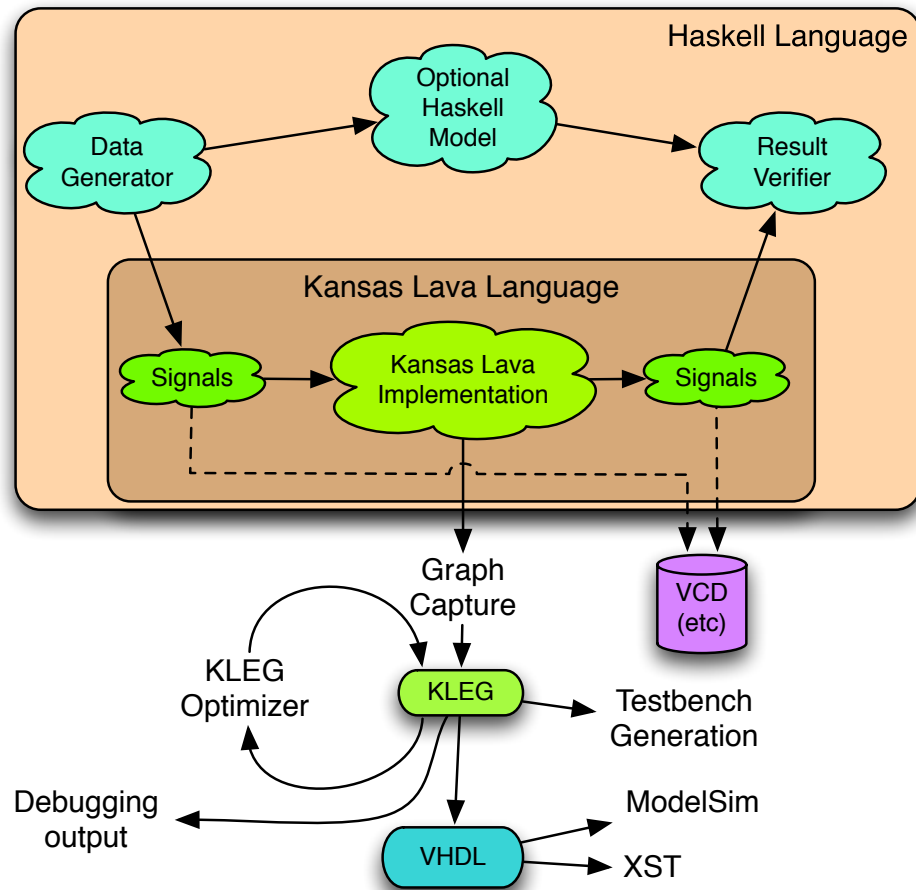 Haskell Language
Optional
Haskell
Model
Data
Generator
Result
Verifier
Kansas Lava Language
Signals
Kansas Lava
Implementation
Signals
Graph
Capture
VCD
(etc)
KLEG
Optimizer
KLEG
Testbench
Generation
Debugging
output
ModelSim
VHDL
XST